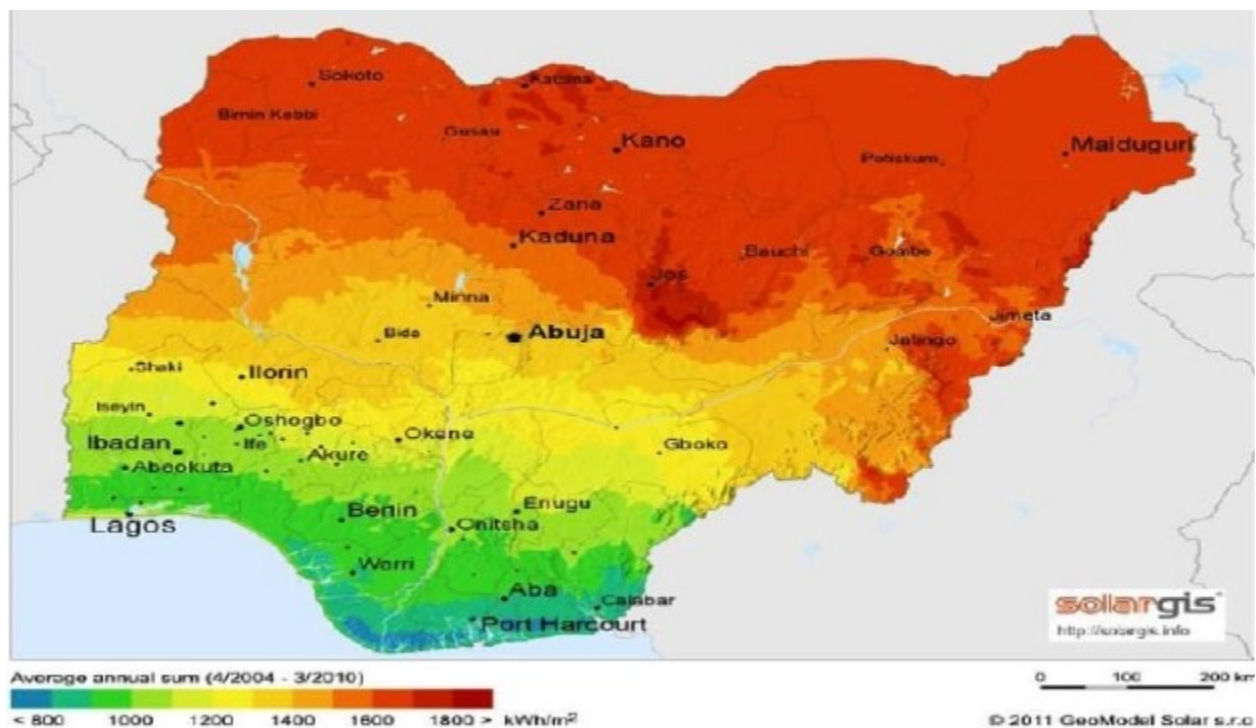 Sokoto
Katsina
Birnin Kebbi
Gusau
Kano
Maiduguri
Potiskum
Zaria
Kaduna
Bauchi
Gombe
Jos
Minna
Jimeta
Bida
Abuja
Jalingo
Shaki
Ilorin
Iseyin
Oshogbo
Okene
Ibadan
Ife
Gboko
Akure
Abeokuta
Enugu
Benin
Onitsha
Lagos
Warri
Aba
Calabar
Port Harcourt
solargis
http://solargis.info
Average annual sum (4/2004 - 3/2010)
0 100 200 km
< 800 1000 1200 1400 1600 1800 > kWh/m²
© 2011 GeoModel Solar s.r.o